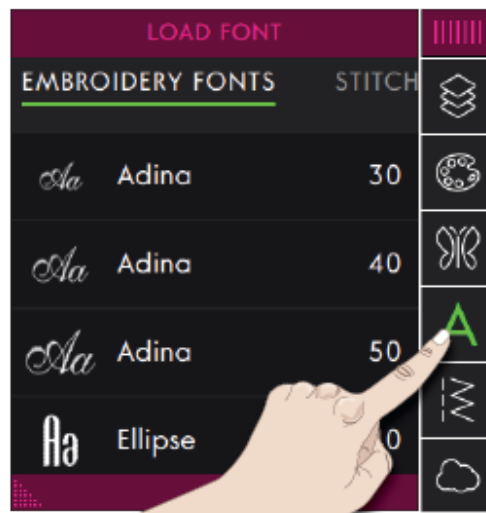 LOAD FONT
EMBROIDERY FONTS STITCH
Aa Adina 30
Aa Adina 40
Aa Adina 50
Aa Ellipse
A